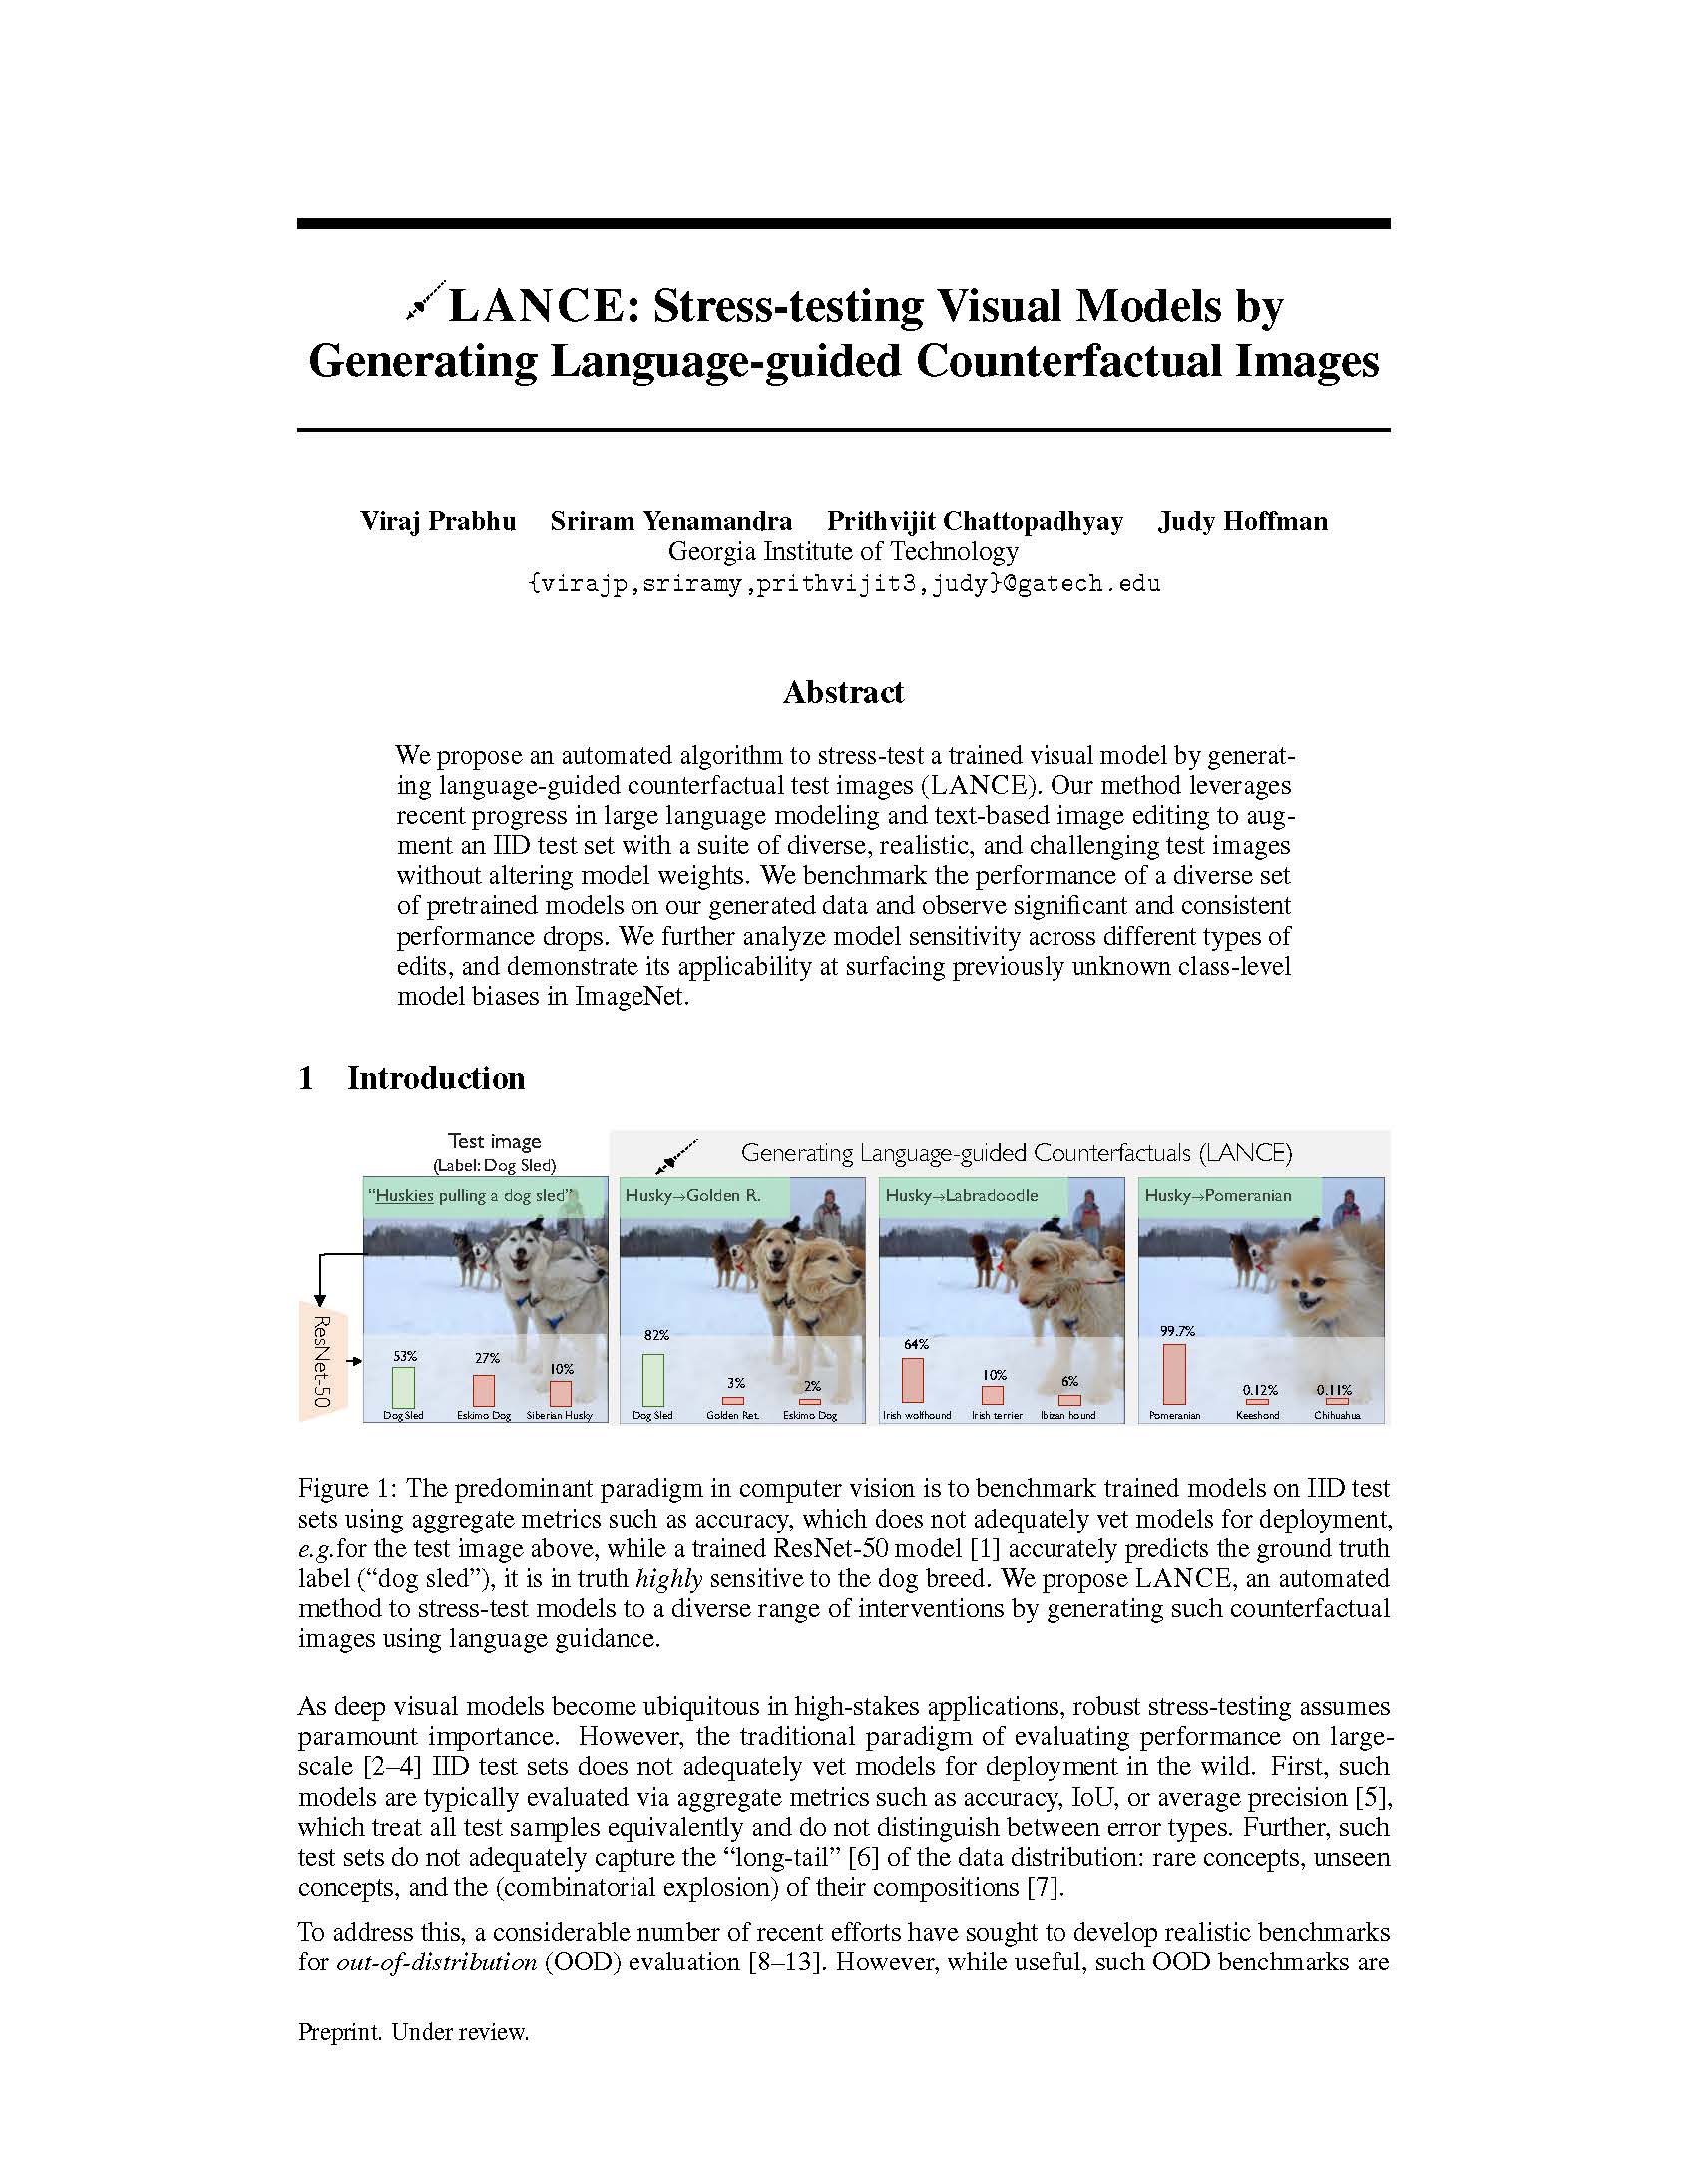 LANCE: Stress-testing Visual Models by
Generating Language-guided Counterfactual Images
Viraj Prabhu Sriram Yenamandra Prithvijit Chattopadhyay Judy Hoffman
Georgia Institute of Technology
{virajp,sriramy,prithvijit3,judy}@gatech.edu
Abstract
We propose an automated algorithm to stress-test a trained visual model by generat-
ing language-guided counterfactual test images (LANCE). Our method leverages
recent progress in large language modeling and text-based image editing to aug-
ment an IID test set with a suite of diverse, realistic, and challenging test images
without altering model weights. We benchmark the performance of a diverse set
of pretrained models on our generated data and observe significant and consistent
performance drops. We further analyze model sensitivity across different types of
edits, and demonstrate its applicability at surfacing previously unknown class-level
model biases in ImageNet.
1 Introduction
Test image
(Label: Dog Sled)
Generating Language-guided Counterfactuals (LANCE)
"Huskies pulling a dog sled"
Husky→Golden R.
Husky→Labradoodle
Husky→Pomeranian
ResNet-50
53% 27% 10%
Dog Sled Eskimo Dog Siberian Husky
82% 3% 2%
Dog Sled Golden Ret. Eskimo Dog
64% 10% 6%
Irish wolfhound Irish terrier Ibizan hound
99.7% 0.12% 0.11%
Pomeranian Keeshond Chihuahua
Figure 1: The predominant paradigm in computer vision is to benchmark trained models on IID test
sets using aggregate metrics such as accuracy, which does not adequately vet models for deployment,
e.g.for the test image above, while a trained ResNet-50 model [1] accurately predicts the ground truth
label (“dog sled”), it is in truth highly sensitive to the dog breed. We propose LANCE, an automated
method to stress-test models to a diverse range of interventions by generating such counterfactual
images using language guidance.
As deep visual models become ubiquitous in high-stakes applications, robust stress-testing assumes
paramount importance. However, the traditional paradigm of evaluating performance on large-
scale [2–4] IID test sets does not adequately vet models for deployment in the wild. First, such
models are typically evaluated via aggregate metrics such as accuracy, IoU, or average precision [5],
which treat all test samples equivalently and do not distinguish between error types. Further, such
test sets do not adequately capture the “long-tail” [6] of the data distribution: rare concepts, unseen
concepts, and the (combinatorial explosion) of their compositions [7].
To address this, a considerable number of recent efforts have sought to develop realistic benchmarks
for out-of-distribution (OOD) evaluation [8–13]. However, while useful, such OOD benchmarks are
Preprint. Under review.